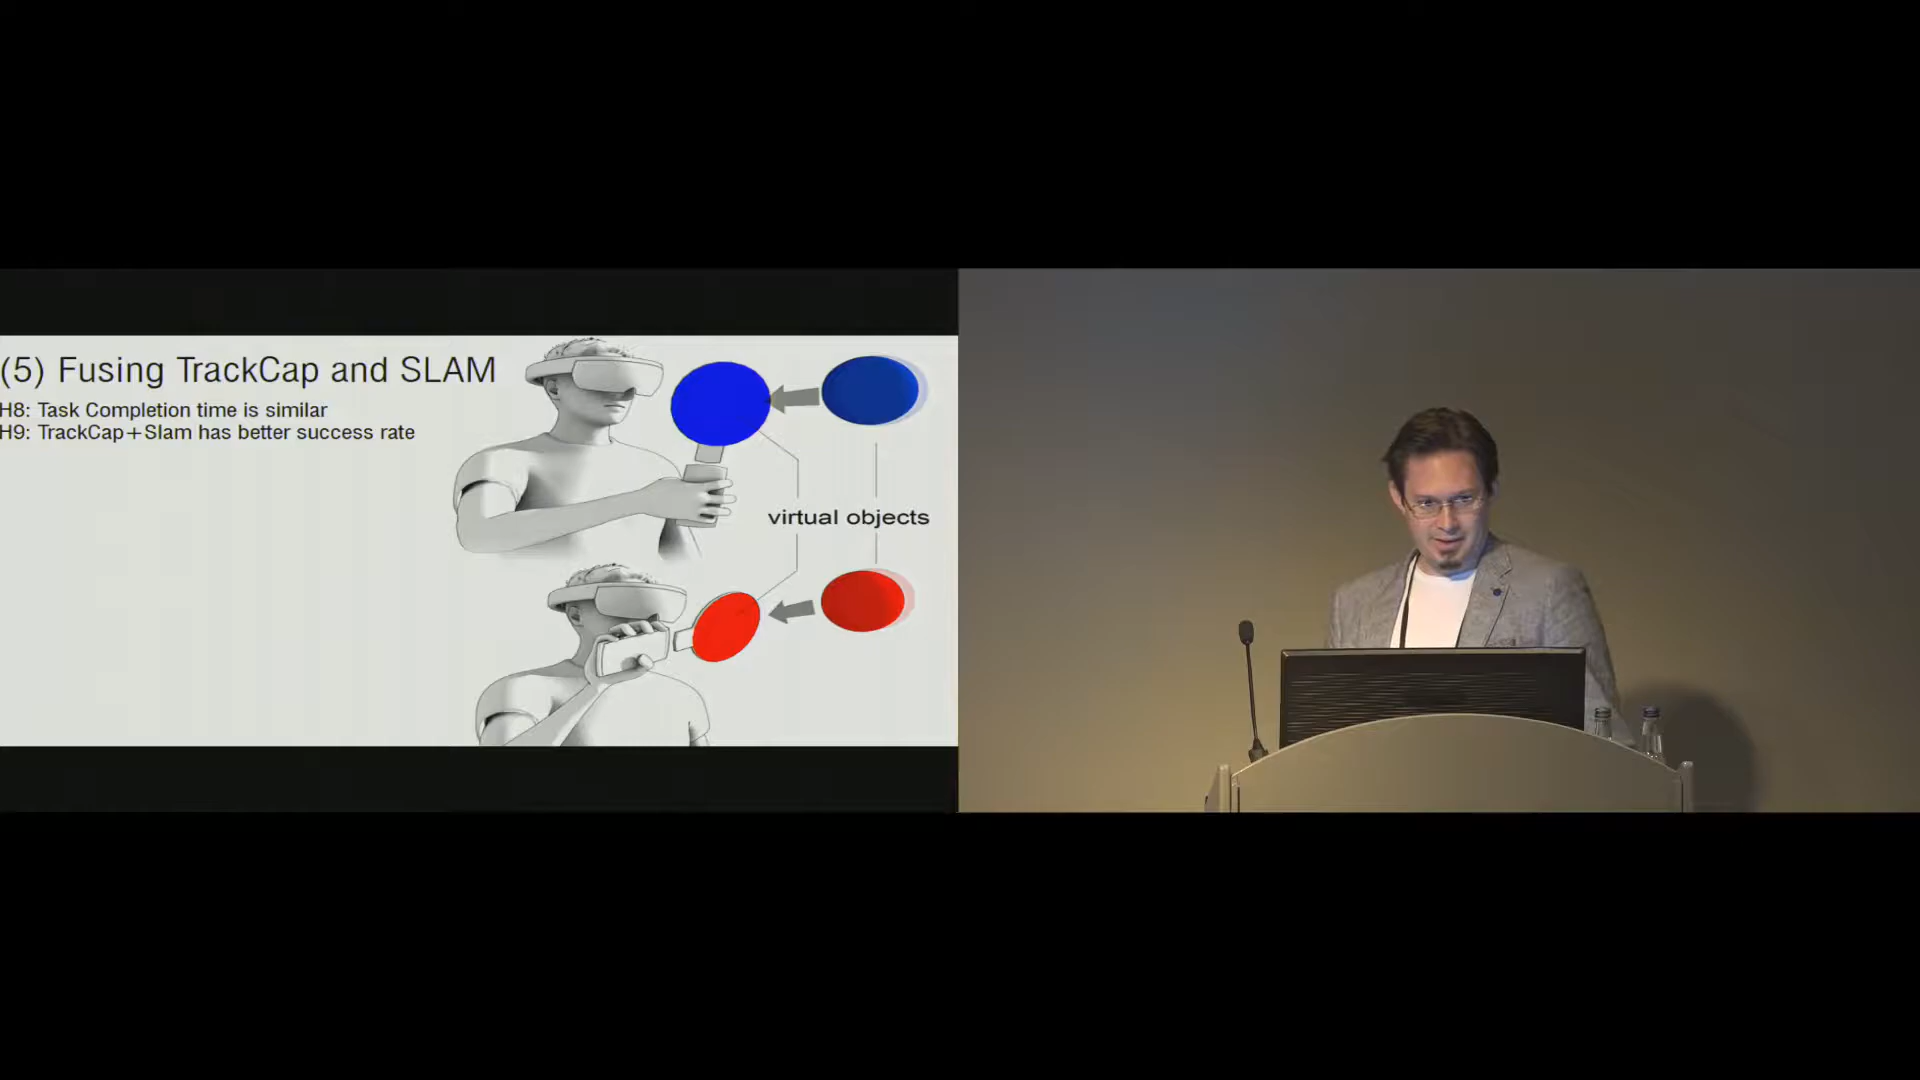 (5) Fusing TrackCap and SLAM
H8: Task Completion time is similar
H9: TrackCap+Slam has better success rate
virtual objects